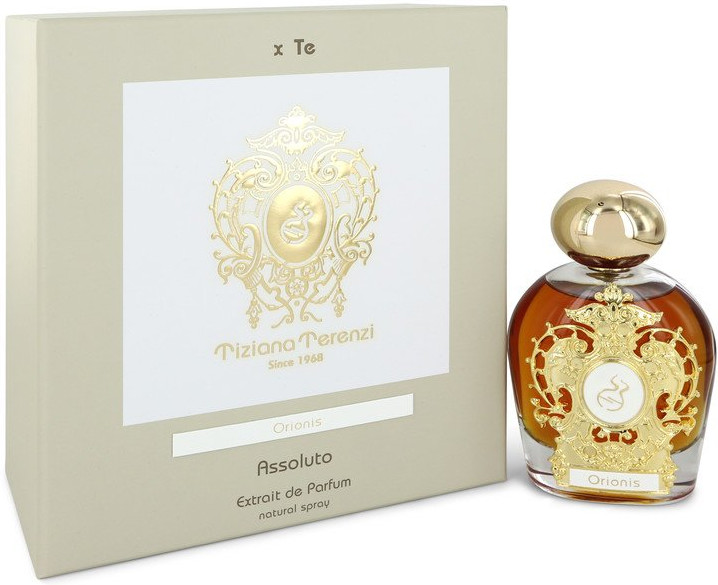 x Te
Tiziana Terenzi
Since 1968
Orionis
Assoluto
Extrait de Parfum
natural spray
Orionis